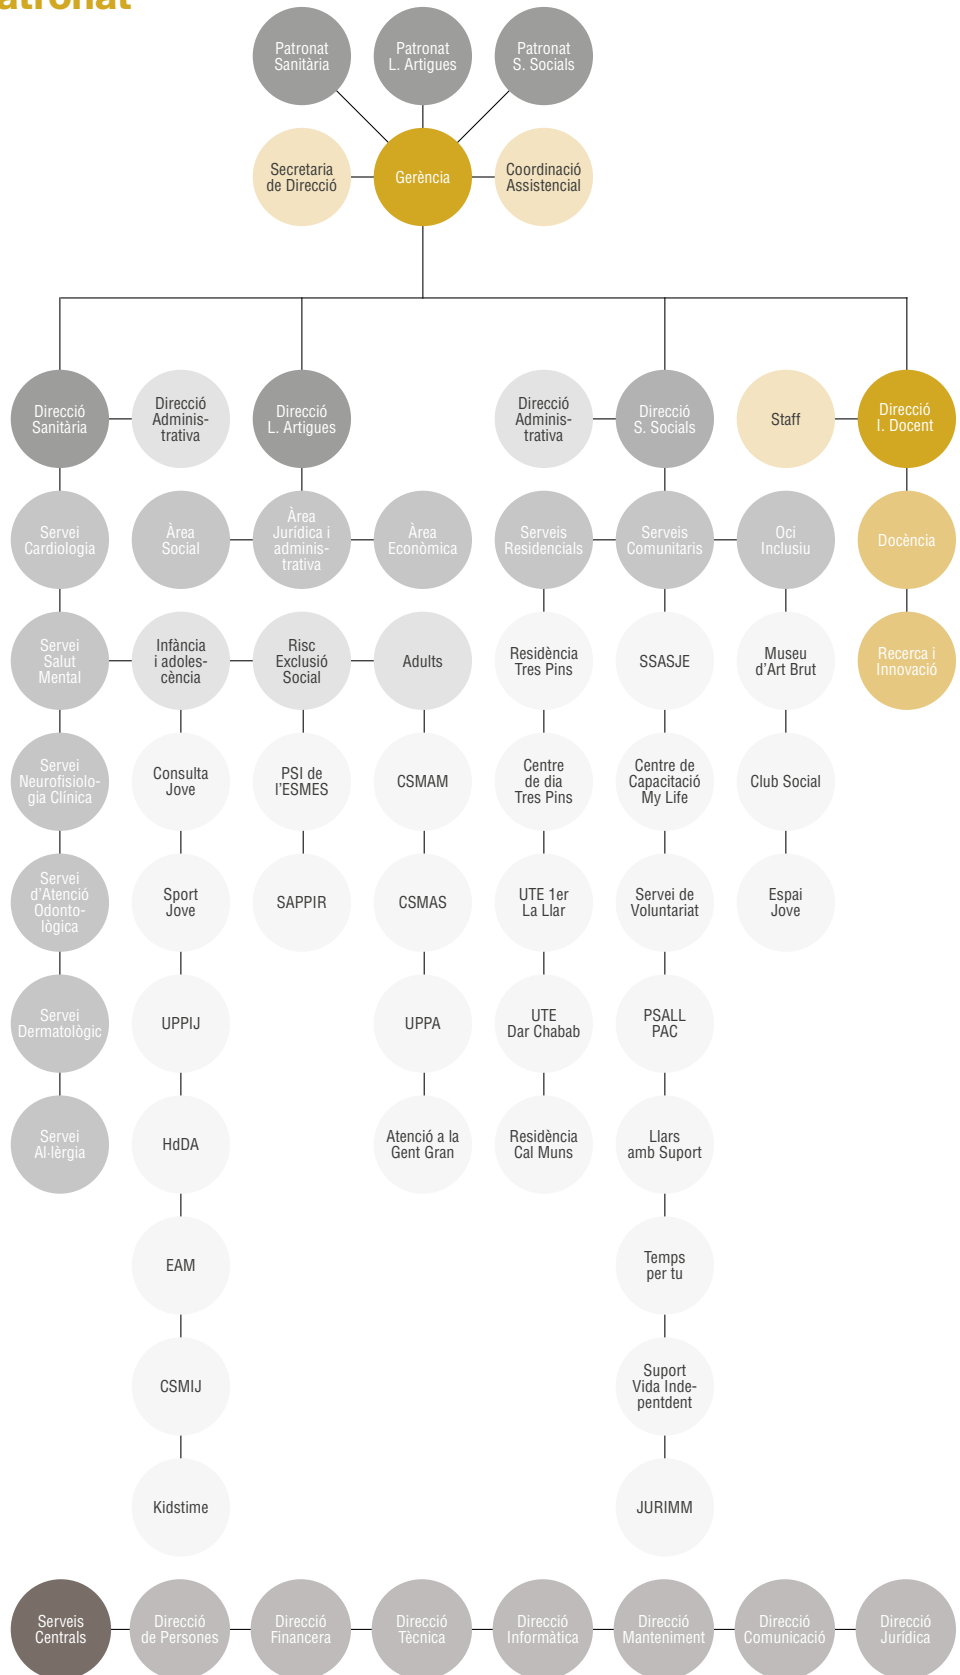 atronat
Patronat
Sanitària
Patronat
L. Artigues
Patronat
S. Socials
Secretaria
de Direcció
Gerència
Coordinació
Assistencial
Direcció
Sanitària
Direcció
Adminis-
trativa
Direcció
L. Artigues
Direcció
Adminis-
trativa
Direcció
S. Socials
Staff
Direcció
I. Docent
Servei
Cardiologia
Àrea
Social
Àrea
Jurídica i
adminis-
trativa
Àrea
Econòmica
Serveis
Residencials
Serveis
Comunitaris
Oci
Inclusiu
Docència
Servei
Salut
Mental
Infància
i adoles-
cència
Risc
Exclusió
Social
Adults
Residència
Tres Pins
SSASJE
Museu
d'Art Brut
Recerca i
Innovació
Servei
Neurofisiolo-
gia Clínica
Consulta
Jove
PSI de
l'ESMES
CSMAM
Centre
de dia
Tres Pins
Centre de
Capacitació
My Life
Club Social
Servei
d'Atenció
Odonto-
lògica
Sport
Jove
SAPPIR
CSMAS
UTE 1er
La Llar
Servei de
Voluntariat
Espai
Jove
Servei
Dermatològic
UPPIJ
UPPA
UTE
Dar Chabab
PSALL
PAC
Servei
Al·lèrgia
HdDA
Atenció a la
Gent Gran
Residència
Cal Muns
Llars
amb Suport
EAM
Temps
per tu
CSMIJ
Suport
Vida Inde-
pentdent
Kidstime
JURIMM
Serveis
Centrals
Direcció
de Persones
Direcció
Financera
Direcció
Tècnica
Direcció
Informàtica
Direcció
Manteniment
Direcció
Comunicació
Direcció
Jurídica